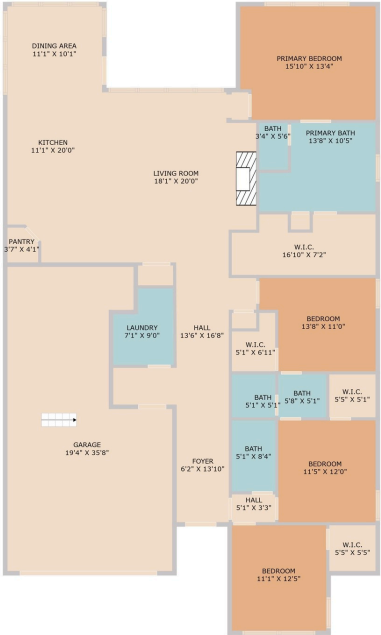 DINING AREA
11'1" X 10'1"
PRIMARY BEDROOM
15'10" X 13'4"
KITCHEN
11'1" X 20'0"
BATH
3'4" X 5'6"
PRIMARY BATH
13'8" X 10'5"
LIVING ROOM
18'1" X 20'0"
PANTRY
3'7" X 4'1"
W.I.C.
16'10" X 7'2"
LAUNDRY
7'1" X 9'0"
HALL
13'6" X 16'8"
BEDROOM
13'8" X 11'0"
W.I.C.
5'1" X 6'11"
BATH
5'1" X 5'1"
BATH
5'8" X 5'1"
W.I.C.
5'5" X 5'1"
GARAGE
19'4" X 35'8"
FOYER
6'2" X 13'10"
BATH
5'1" X 8'4"
BEDROOM
11'5" X 12'0"
HALL
5'1" X 3'3"
W.I.C.
5'5" X 5'5"
BEDROOM
11'1" X 12'5"